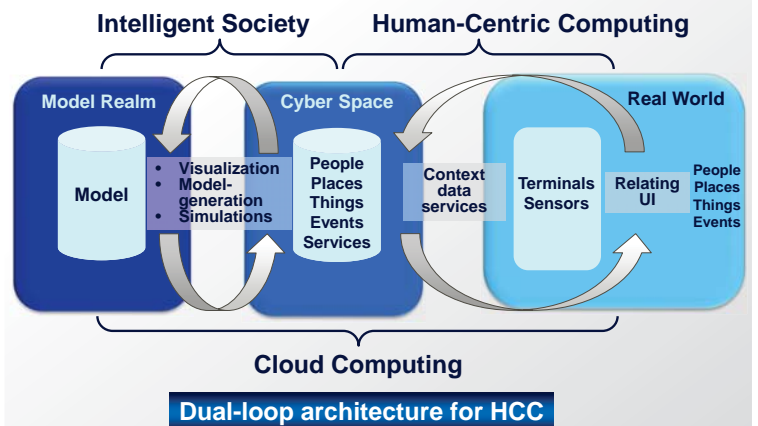 Intelligent Society
Human-Centric Computing
Model Realm
Cyber Space
Real World
Model
• Visualization
• Model-
generation
• Simulations
People
Places
Things
Events
Services
Context
data
services
Terminals
Sensors
Relating
UI
People
Places
Things
Events
Cloud Computing
Dual-loop architecture for HCC